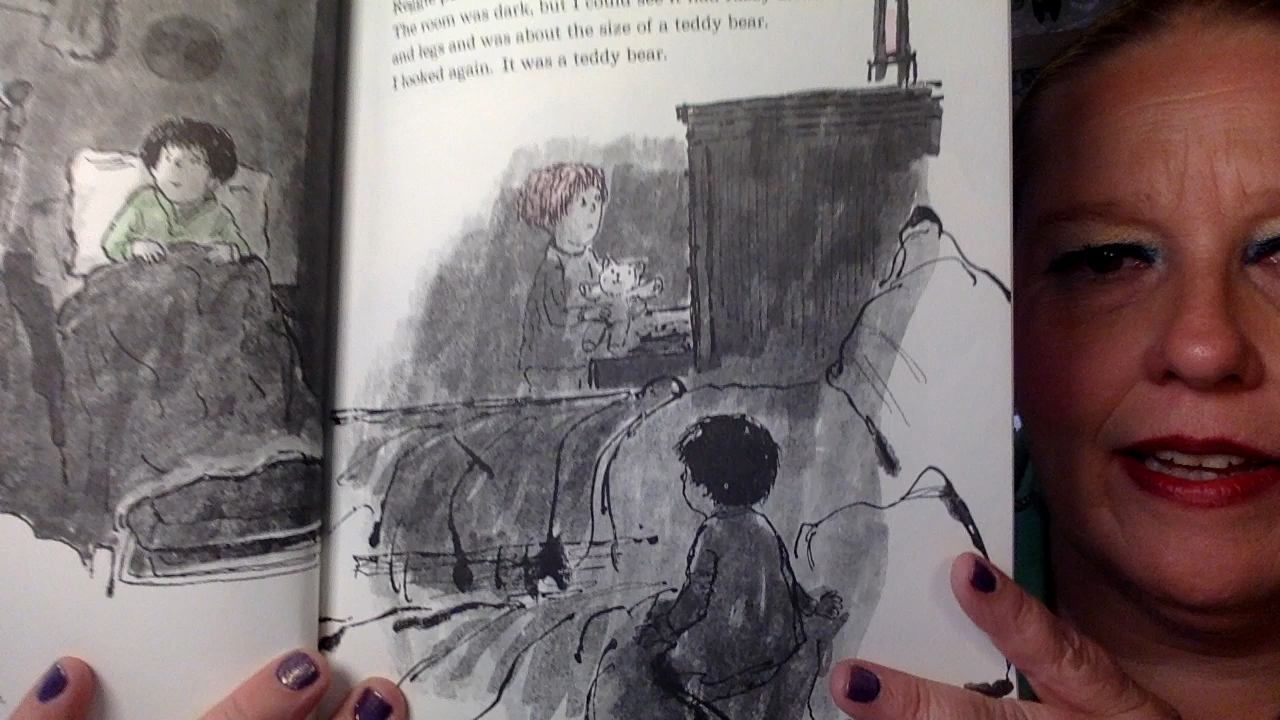 Reggie
The room was dark, but I could see it had
and legs and was about the size of a teddy bear.
I looked again. It was a teddy bear.